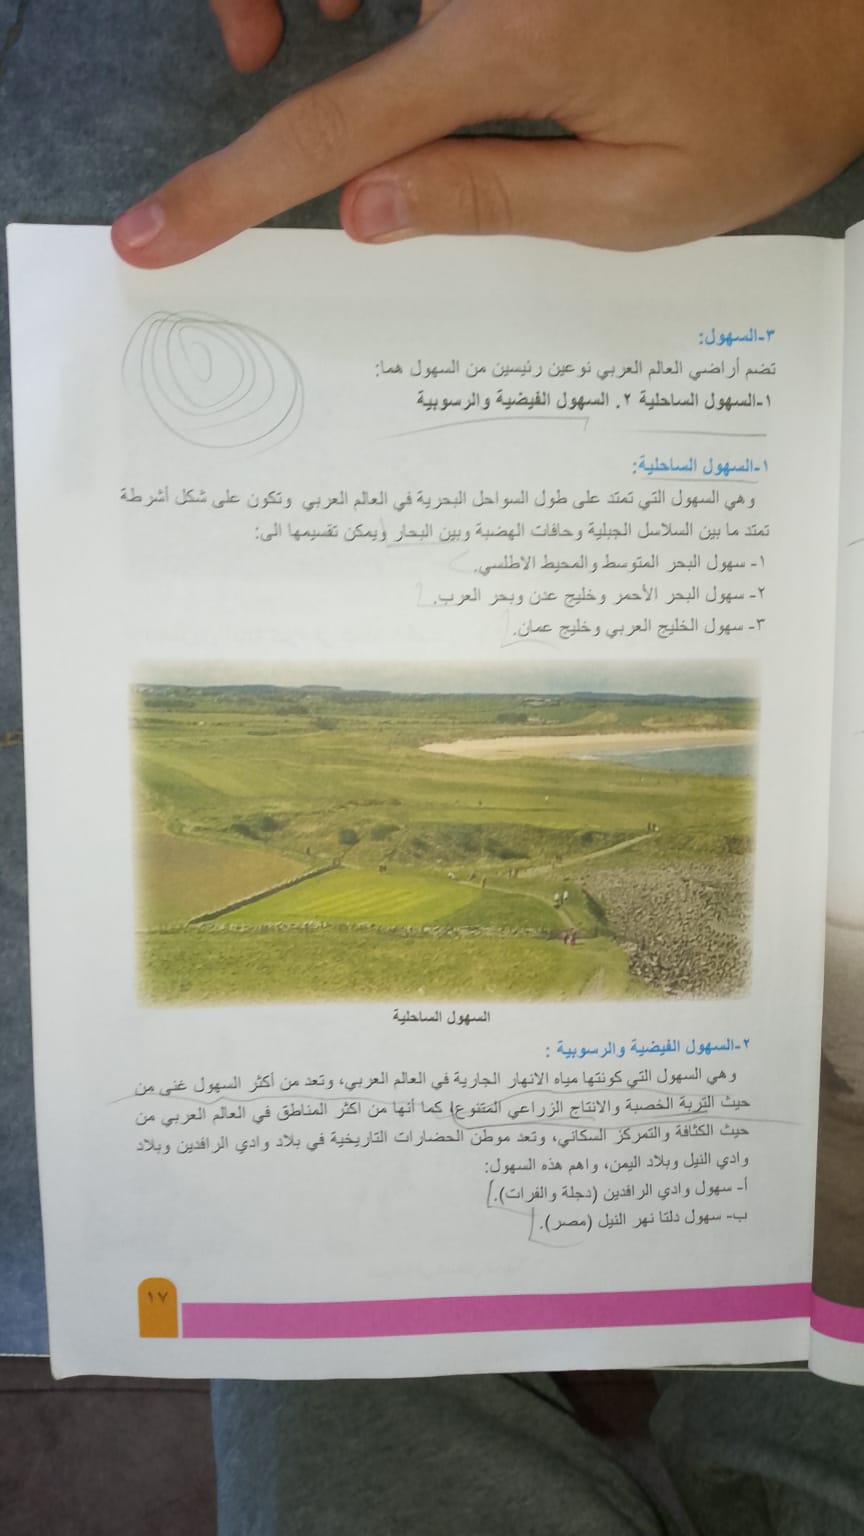 ٣-السهول:
تضم أراضي العالم العربي نوعين رئيسين من السهول هما:
١-السهول الساحلية ٢. السهول الفيضية والرسوبية
١-السهول الساحلية:
وهي السهول التي تمتد على طول السواحل البحرية في العالم العربي وتكون على شكل أشرطة
تمتد ما بين السلاسل الجبلية وحافات الهضبة وبين البحار ويمكن تقسيمها الى:
١- سهول البحر المتوسط والمحيط الاطلسي.
٢- سهول البحر الأحمر وخليج عدن وبحر العرب.
٣- سهول الخليج العربي وخليج عمان.
السهول الساحلية
٢-السهول الفيضية والرسوبية :
وهي السهول التي كونتها مياه الانهار الجارية في العالم العربي، وتعد من أكثر السهول غنى من
حيث التربة الخصبة والانتاج الزراعي المتنوع، كما أنها من اكثر المناطق في العالم العربي من
حيث الكثافة والتمركز السكاني، وتعد موطن الحضارات التاريخية في بلاد وادي الرافدين وبلاد
وادي النيل وبلاد اليمن، واهم هذه السهول:
أ- سهول وادي الرافدين (دجلة والفرات).
ب- سهول دلتا نهر النيل (مصر).
١٧